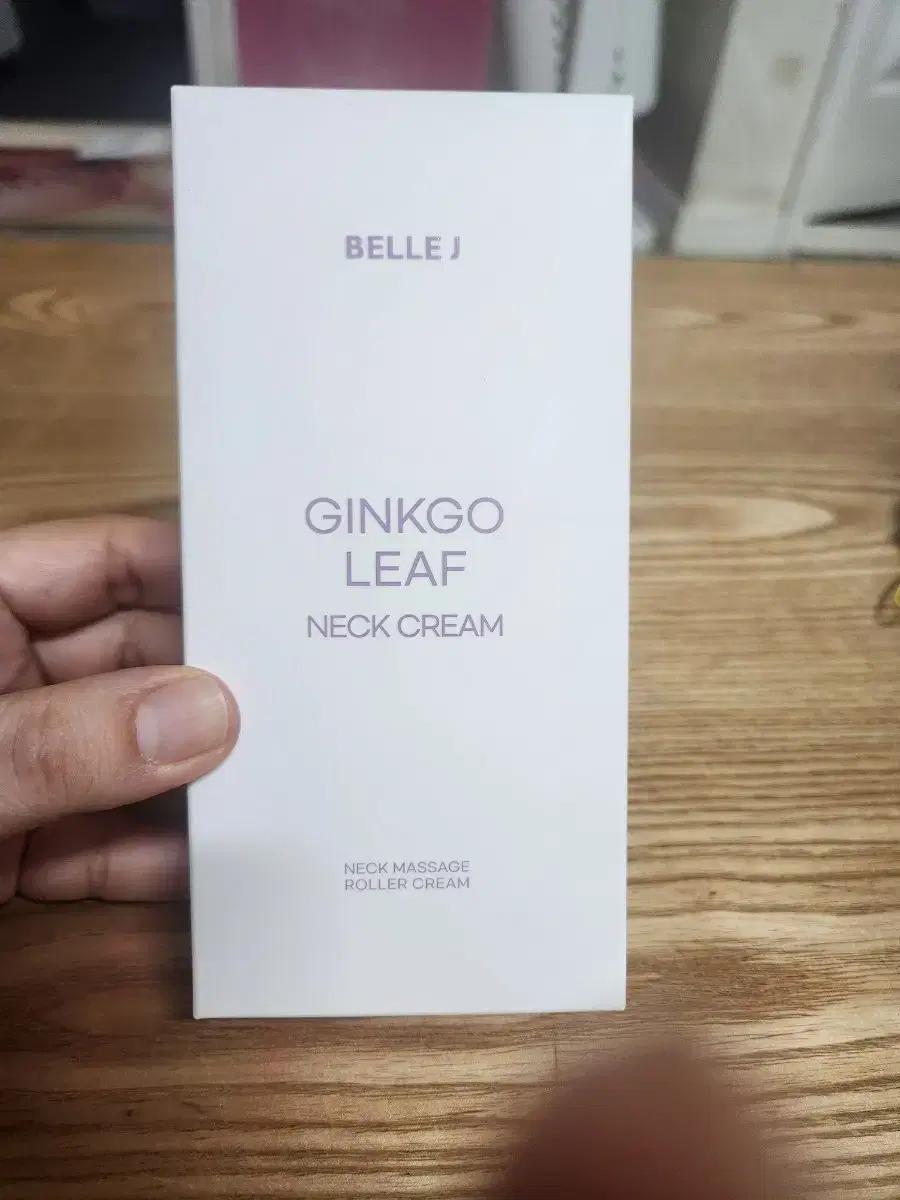 BELLE J
GINKGO
LEAF
NECK CREAM
NECK MASSAGE
ROLLER CREAM